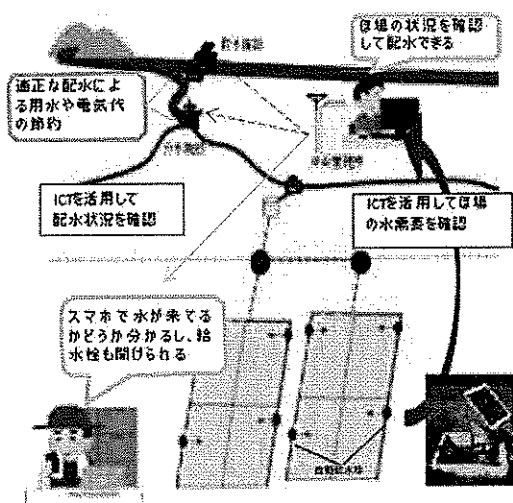 ほ場の状況を確認
して配水できる
適正な配水によ
る用水や電気代
の節約
ICTを活用して
配水状況を確認
ICTを活用してほ場
の水需要を確認
スマホで水が来てる
かどうか分かるし、給
水栓も開けられる
自動給水栓